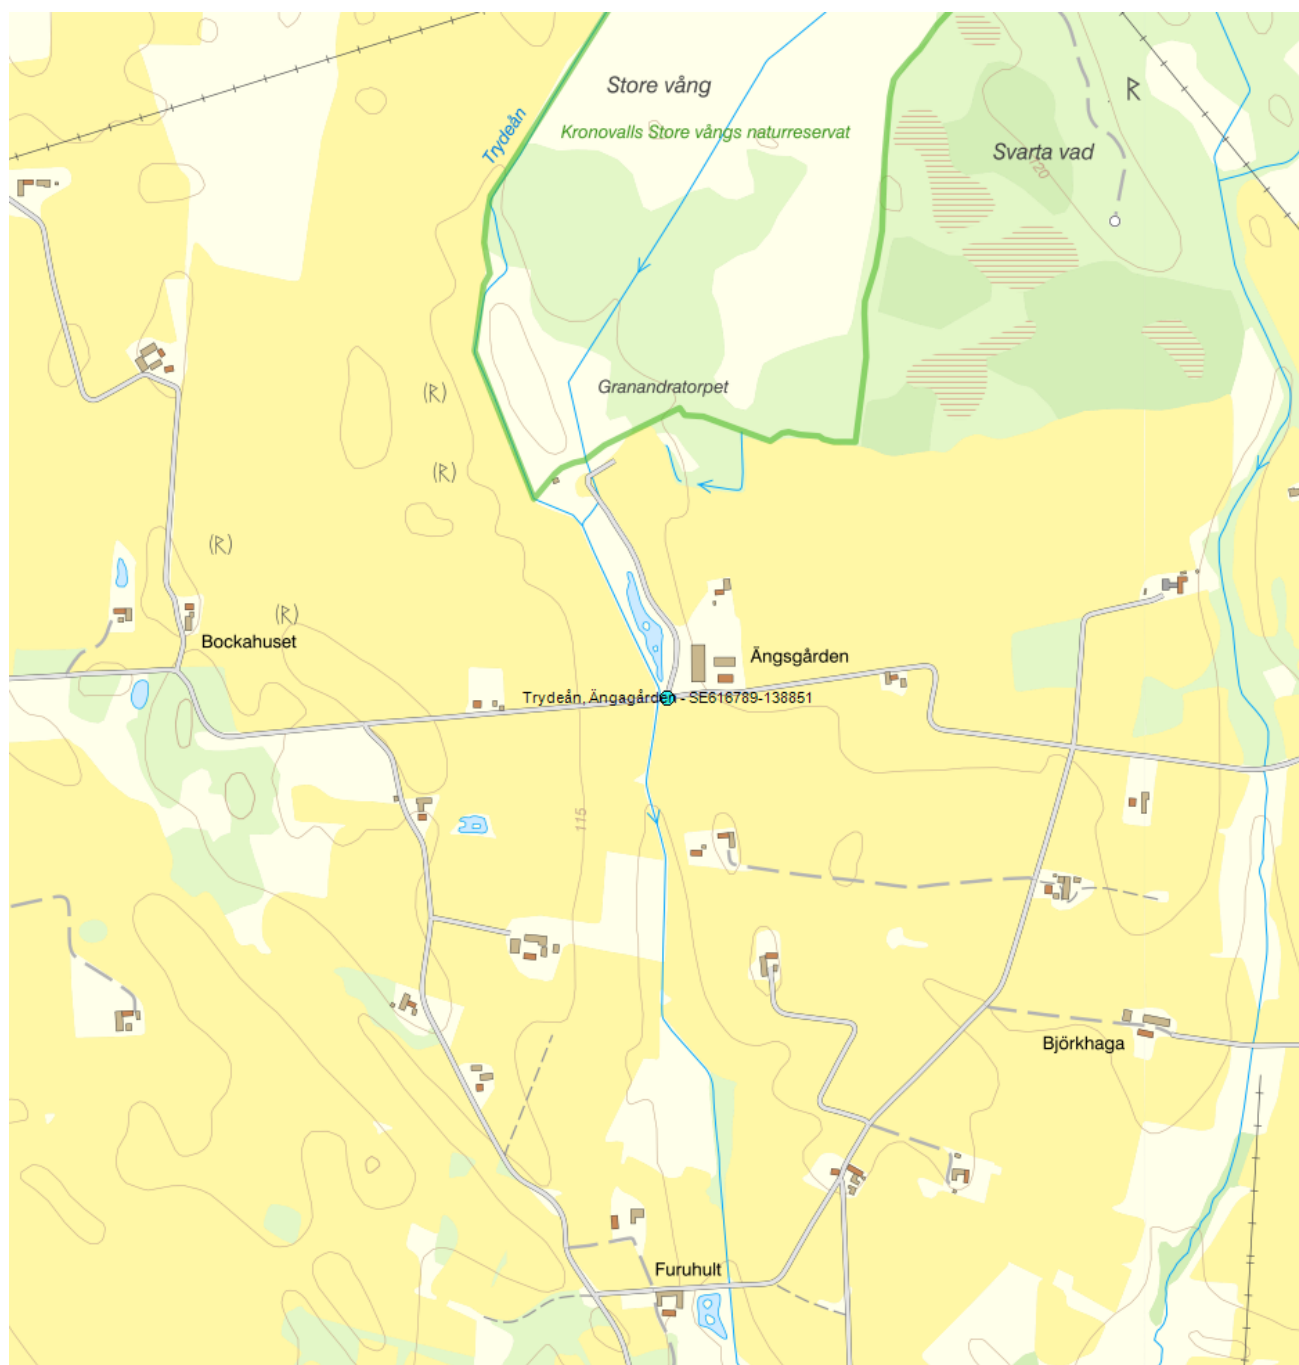 Store vång
Trydeån
Kronovalls Store vångs naturreservat
R
Svarta vad
120
Granandratorpet
(R)
(R)
(R)
(R)
Bockahuset
Ängsgården
Trydeån, Ängagården - SE616789-138851
115
Björkhaga
Furuhult